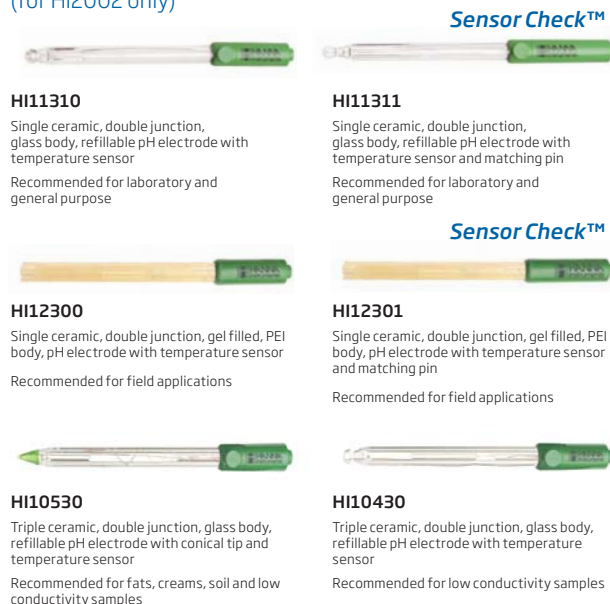 (for HI2002 only)
Sensor Check™
HI11310
Single ceramic, double junction,
glass body, refillable pH electrode with
temperature sensor
Recommended for laboratory and
general purpose
HI11311
Single ceramic, double junction,
glass body, refillable pH electrode with
temperature sensor and matching pin
Recommended for laboratory and
general purpose
Sensor Check™
HI12300
Single ceramic, double junction, gel filled, PEI
body, pH electrode with temperature sensor
Recommended for field applications
HI12301
Single ceramic, double junction, gel filled, PEI
body, pH electrode with temperature sensor
and matching pin
Recommended for field applications
HI10530
Triple ceramic, double junction, glass body,
refillable pH electrode with conical tip and
temperature sensor
Recommended for fats, creams, soil and low
conductivity samples
HI10430
Triple ceramic, double junction, glass body,
refillable pH electrode with temperature
sensor
Recommended for low conductivity samples